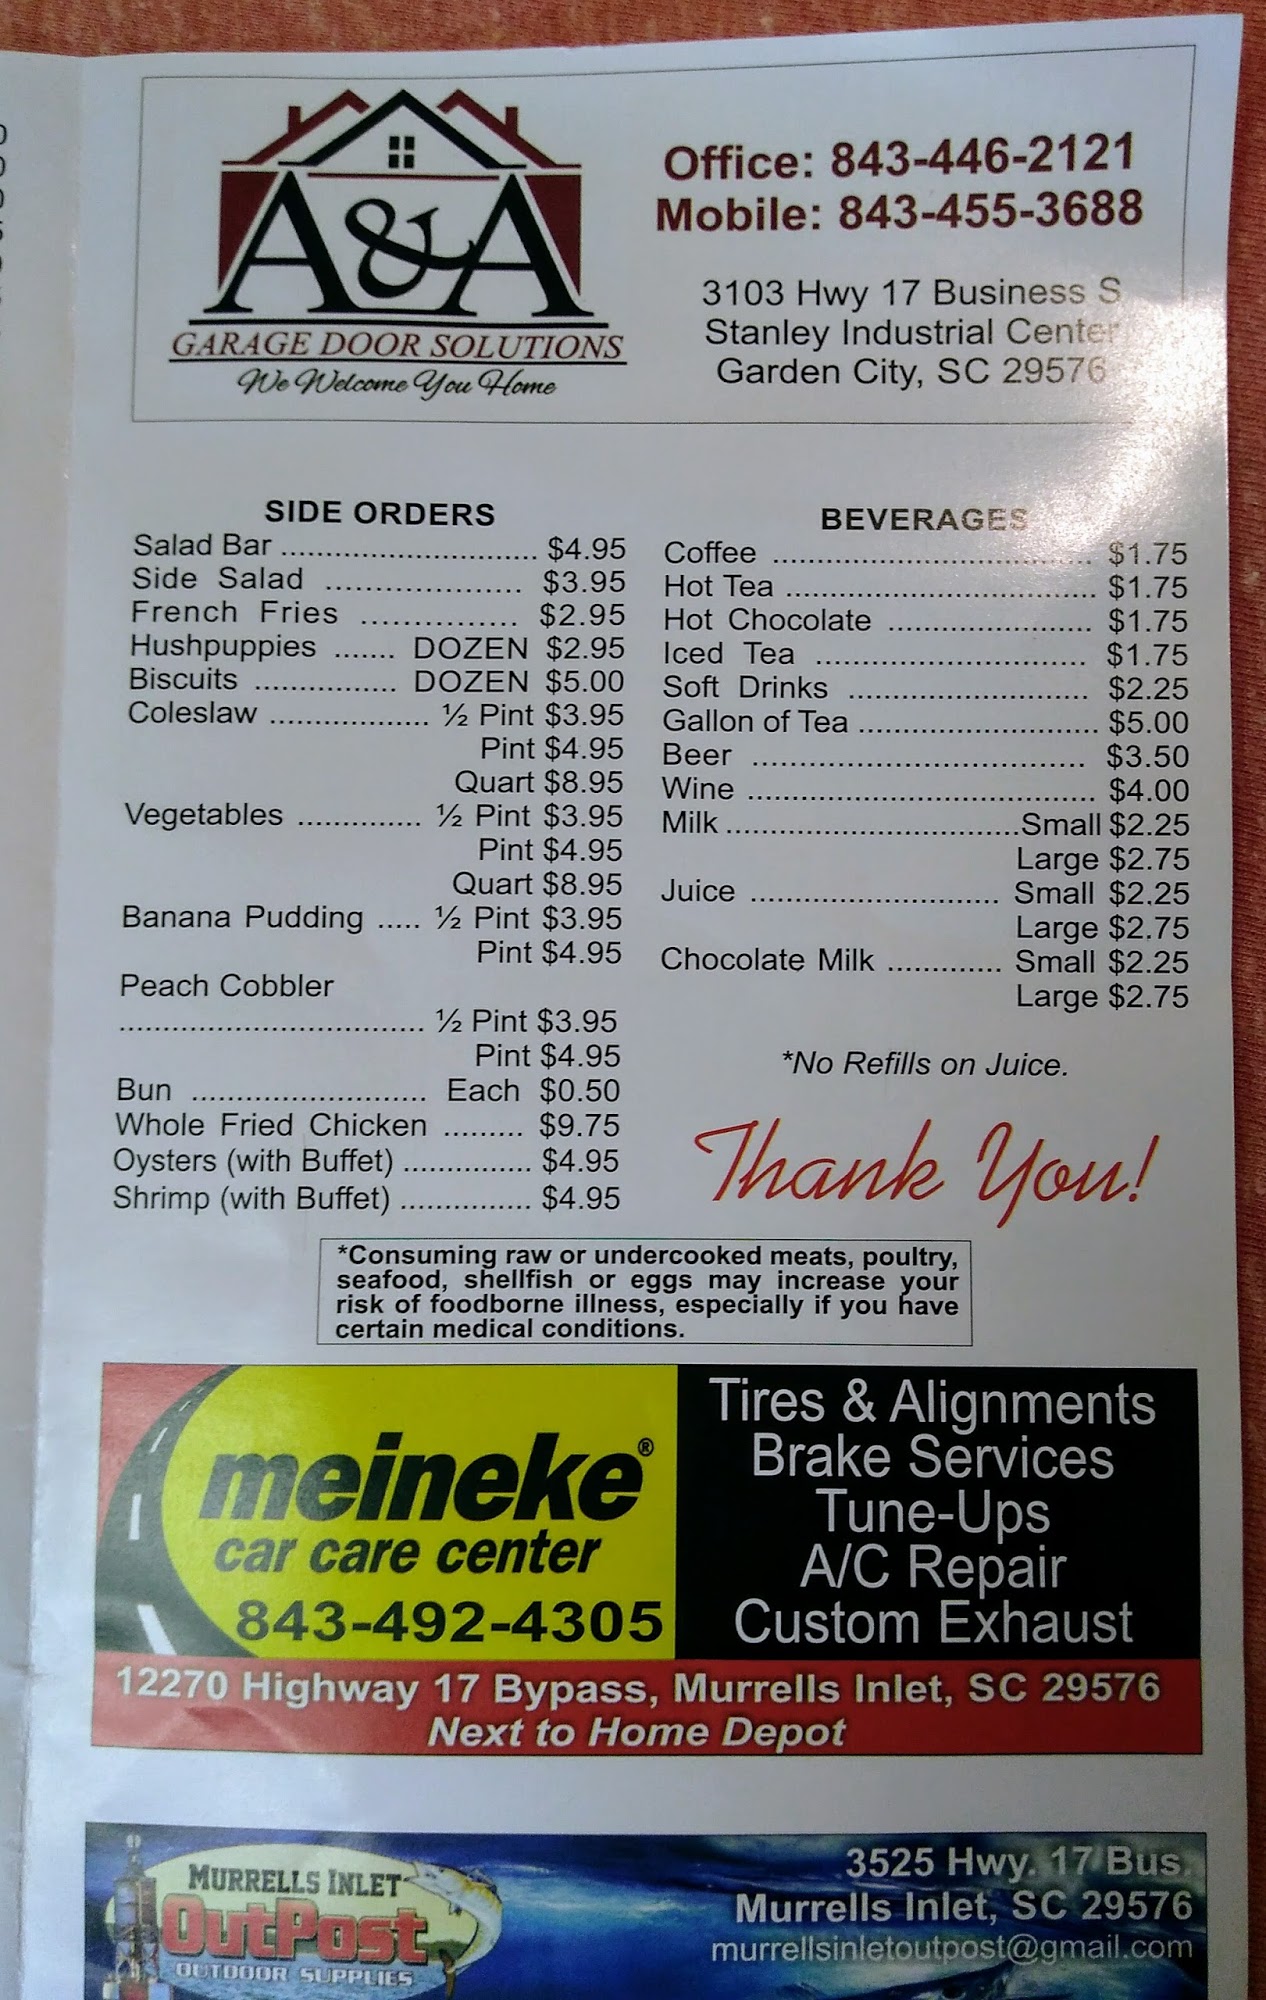 A&A
GARAGE DOOR SOLUTIONS
We Welcome You Home
Office: 843-446-2121
Mobile: 843-455-3688
3103 Hwy 17 Business S
Stanley Industrial Center
Garden City, SC 29576
SIDE ORDERS
Salad Bar ............................. $4.95
Side Salad ...................... $3.95
French Fries ................ $2.95
Hushpuppies ....... DOZEN $2.95
Biscuits ................ DOZEN $5.00
Coleslaw .................. ½ Pint $3.95
Pint $4.95
Quart $8.95
Vegetables .............. ½ Pint $3.95
Pint $4.95
Quart $8.95
Banana Pudding ..... ½ Pint $3.95
Pint $4.95
Peach Cobbler
................................... ½ Pint $3.95
Pint $4.95
Bun .......................... Each $0.50
Whole Fried Chicken ......... $9.75
Oysters (with Buffet) ............... $4.95
Shrimp (with Buffet) ............... $4.95
BEVERAGES
Coffee .................................... $1.75
Hot Tea ................................... $1.75
Hot Chocolate ....................... $1.75
Iced Tea .............................. $1.75
Soft Drinks ........................... $2.25
Gallon of Tea ........................... $5.00
Beer ...................................... $3.50
Wine ....................................... $4.00
Milk .................................Small $2.25
Large $2.75
Juice ............................ Small $2.25
Large $2.75
Chocolate Milk ............. Small $2.25
Large $2.75
*No Refills on Juice.
Thank You!
*Consuming raw or undercooked meats, poultry,
seafood, shellfish or eggs may increase your
risk of foodborne illness, especially if you have
certain medical conditions.
meineke®
car care center
843-492-4305
Tires & Alignments
Brake Services
Tune-Ups
A/C Repair
Custom Exhaust
12270 Highway 17 Bypass, Murrells Inlet, SC 29576
Next to Home Depot
MURRELLS INLET
OutPost
OUTDOOR SUPPLIES
3525 Hwy. 17 Bus.
Murrells Inlet, SC 29576
murrellsinletoutpost@gmail.com